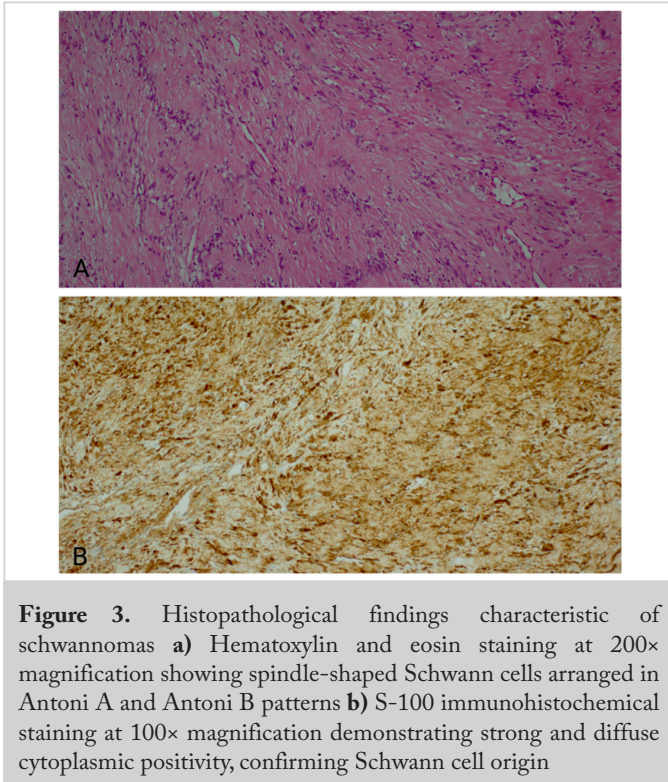 A
B
Figure 3. Histopathological findings characteristic of
schwannomas a) Hematoxylin and eosin staining at 200×
magnification showing spindle-shaped Schwann cells arranged in
Antoni A and Antoni B patterns b) S-100 immunohistochemical
staining at 100× magnification demonstrating strong and diffuse
cytoplasmic positivity, confirming Schwann cell origin